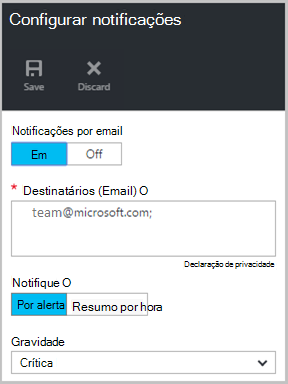 Configurar notificações
Save Discard
Notificações por email
Em Off
* Destinatários (Email) O
team@microsoft.com;
Declaração de privacidade
Notifique O
Por alerta Resumo por hora
Gravidade
Crítica